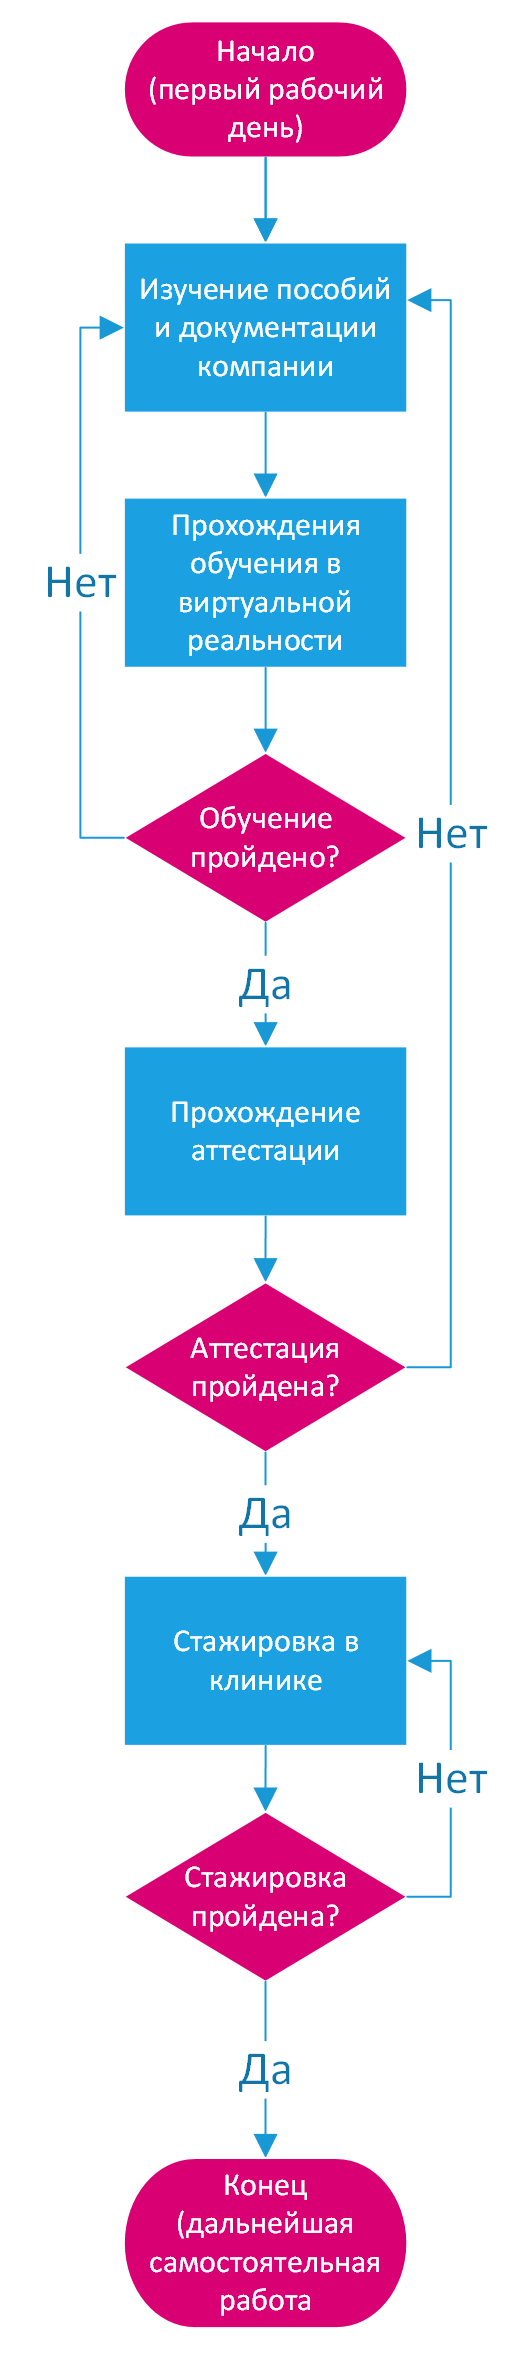 Начало
(первый рабочий
день)
Изучение пособий
и документации
компании
Прохождения
обучения в
виртуальной
реальности
Нет
Обучение
пройдено?
Нет
Да
Прохождение
аттестации
Аттестация
пройдена?
Да
Стажировка в
клинике
Нет
Стажировка
пройдена?
Да
Конец
(дальнейшая
самостоятельная
работа